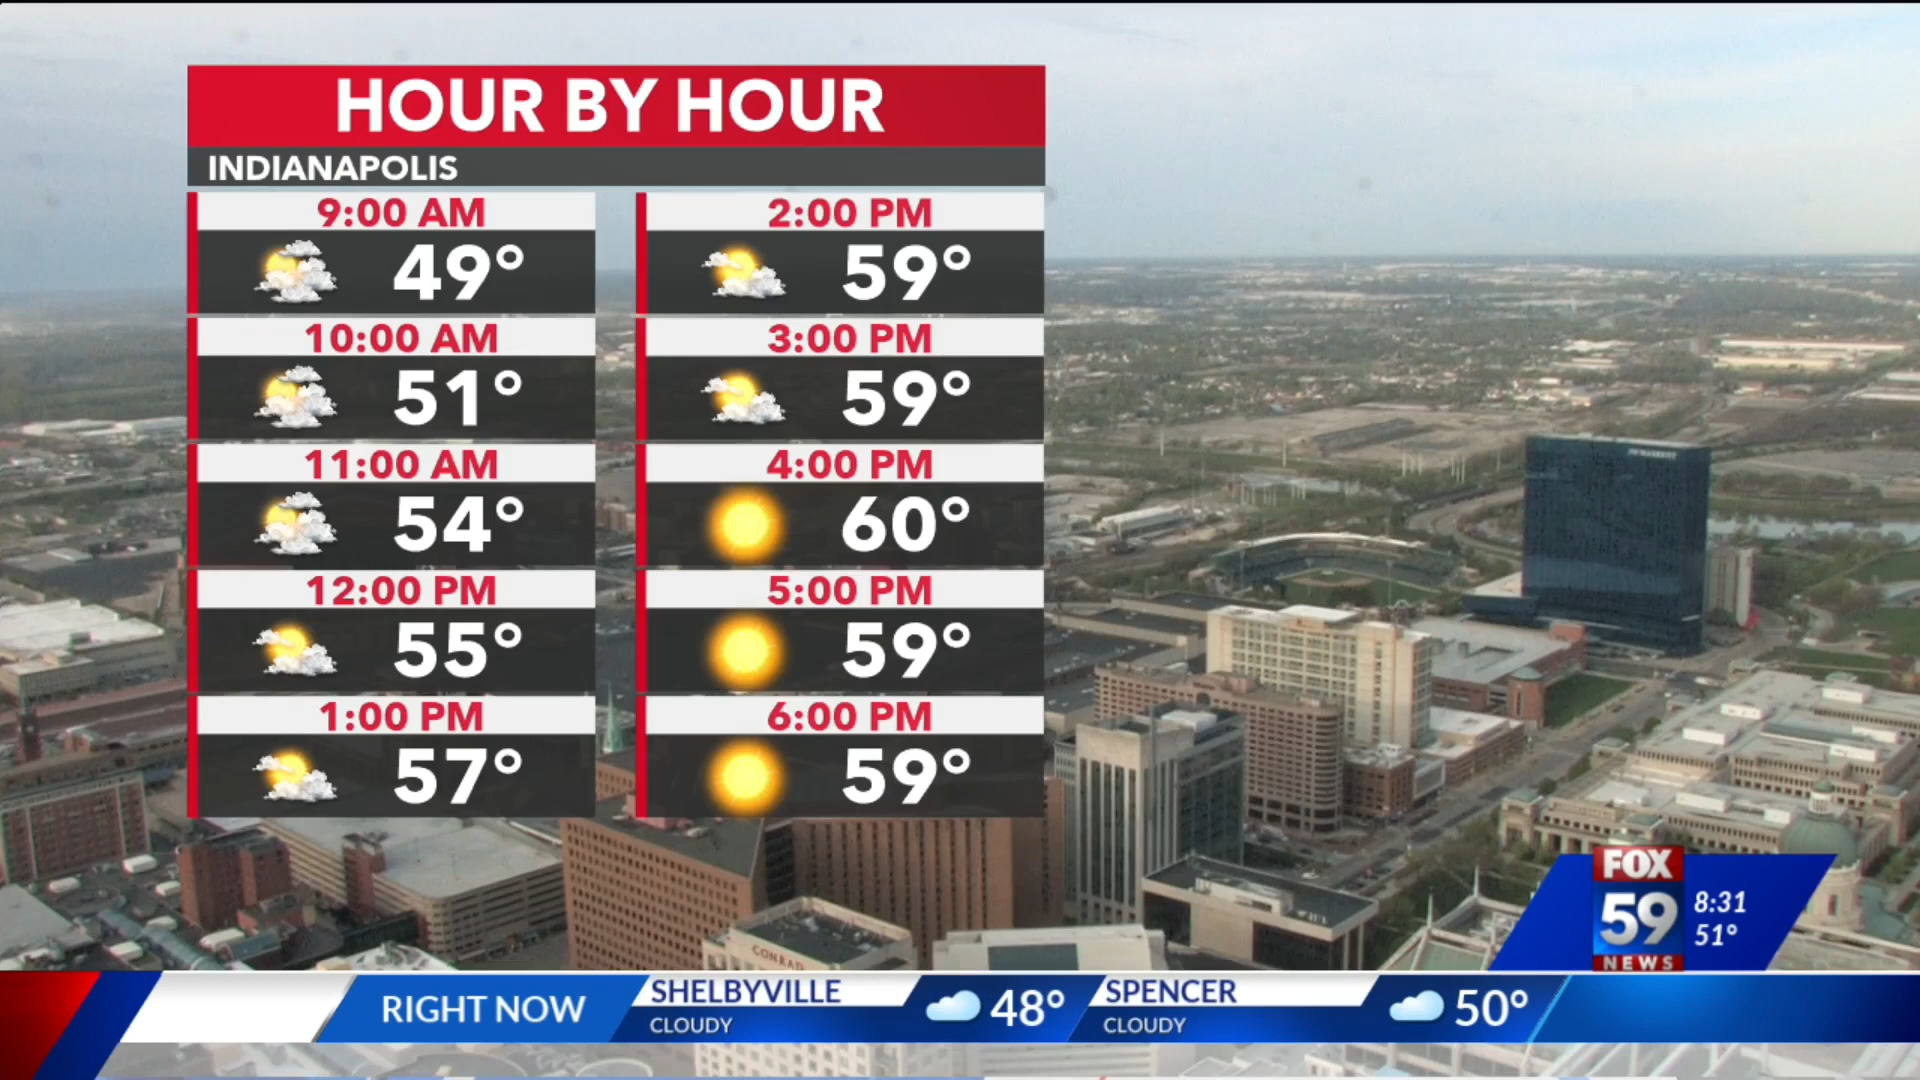 HOUR BY HOUR
INDIANAPOLIS
9:00 AM
49°
10:00 AM
51°
11:00 AM
54°
12:00 PM
55°
1:00 PM
57°
2:00 PM
59°
3:00 PM
59°
4:00 PM
60°
5:00 PM
59°
6:00 PM
59°
JW MARRIOTT
CONRAD
FOX
59
NEWS
8:31
51°
RIGHT NOW
SHELBYVILLE
CLOUDY
48°
SPENCER
CLOUDY
50°